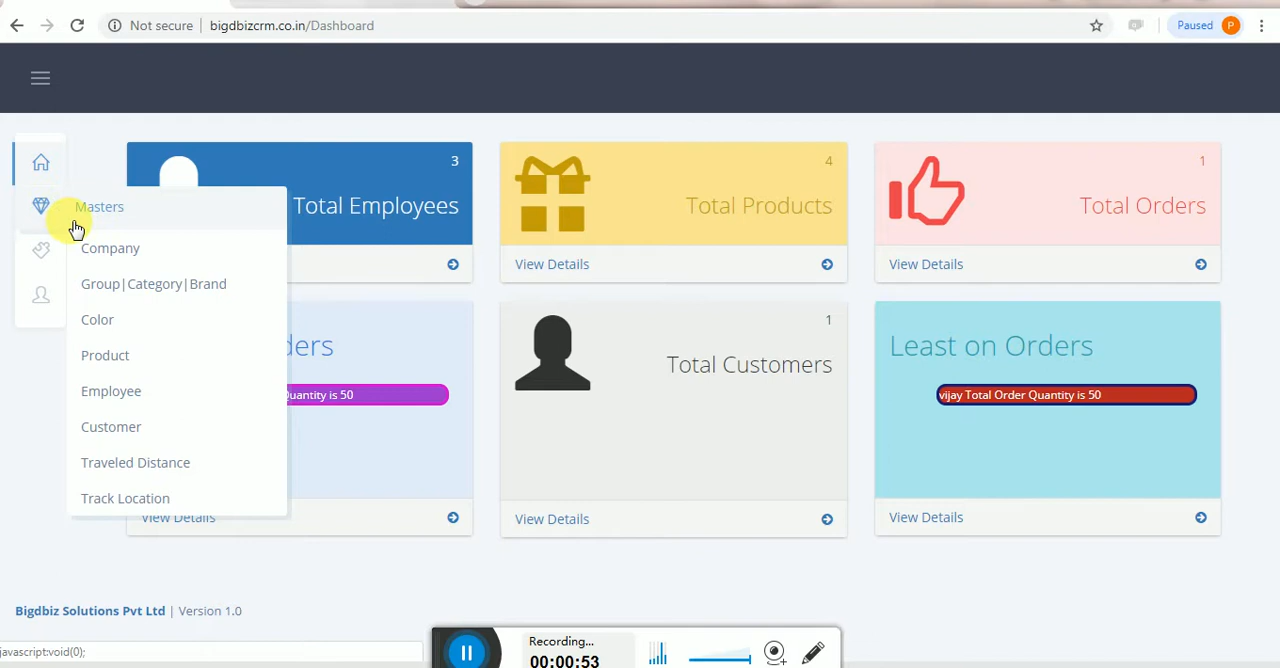 Not secure | bigdbizcrm.co.in/Dashboard
Paused P
3
Total Employees
4
Total Products
View Details
1
Total Orders
View Details
Masters
Company
Group|Category|Brand
Color
Product
Employee
Customer
Traveled Distance
Track Location
Quantity is 50
View Details
1
Total Customers
View Details
Least on Orders
vijay Total Order Quantity is 50
View Details
Bigdbiz Solutions Pvt Ltd | Version 1.0
javascript:void(0);
Recording...
00:00:53